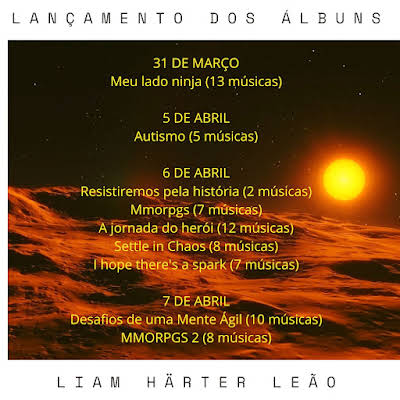 LANÇAMENTO DOS ÁLBUNS
31 DE MARÇO
Meu lado ninja (13 músicas)
5 DE ABRIL
Autismo (5 músicas)
6 DE ABRIL
Resistiremos pela história (2 músicas)
Mmorpgs (7 músicas)
A jornada do herói (12 músicas)
Settle in Chaos (8 músicas)
I hope there's a spark (7 músicas)
7 DE ABRIL
Desafios de uma Mente Ágil (10 músicas)
MMORPGS 2 (8 músicas)
LIAM HÄRTER LEÃO